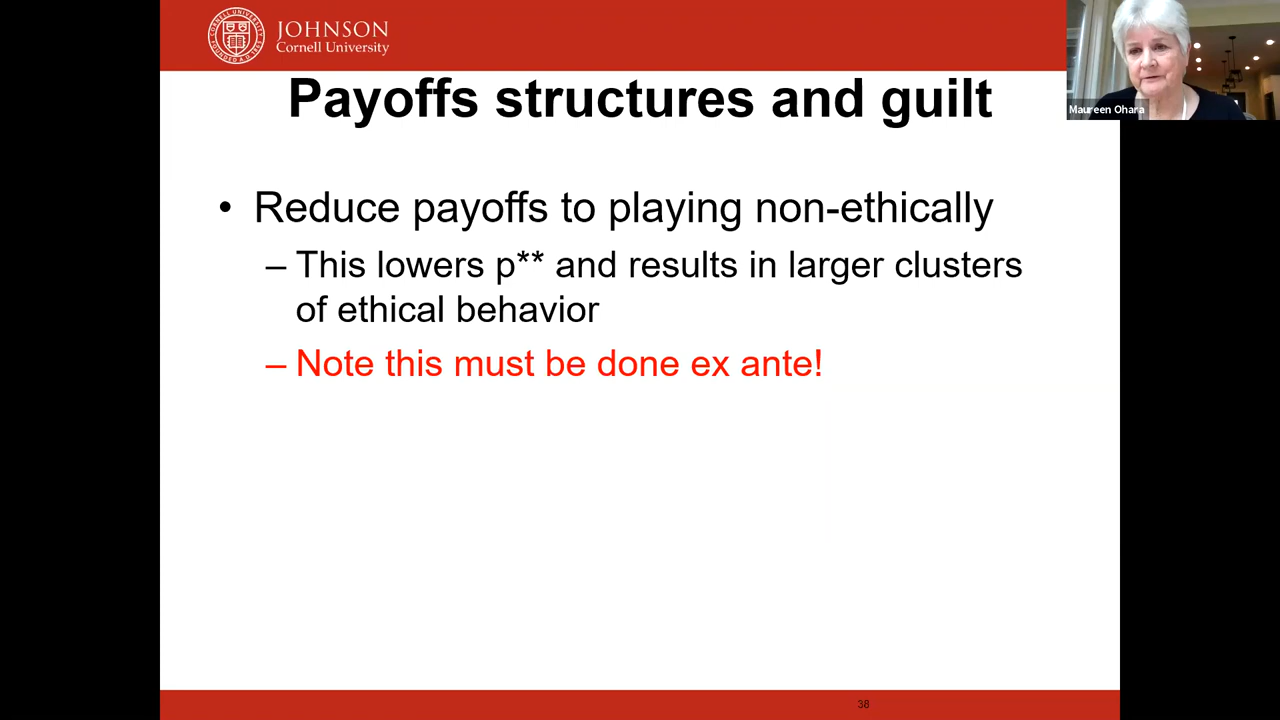 JOHNSON
Cornell University
Maureen Ohara
Payoffs structures and guilt
• Reduce payoffs to playing non-ethically
– This lowers p** and results in larger clusters
of ethical behavior
– Note this must be done ex ante!
38